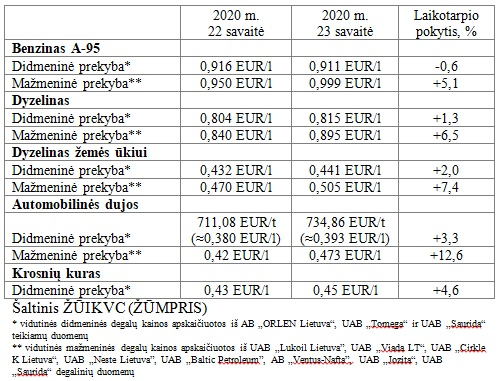 2020 m. 22 savaitė 2020 m. 23 savaitė Laikotarpio pokytis, %
Benzinas A-95
Didmeninė prekyba* 0,916 EUR/l 0,911 EUR/l -0,6
Mažmeninė prekyba** 0,950 EUR/l 0,999 EUR/l +5,1
Dyzelinas
Didmeninė prekyba* 0,804 EUR/l 0,815 EUR/l +1,3
Mažmeninė prekyba** 0,840 EUR/l 0,895 EUR/l +6,5
Dyzelinas žemės ūkiui
Didmeninė prekyba* 0,432 EUR/l 0,441 EUR/l +2,0
Mažmeninė prekyba** 0,470 EUR/l 0,505 EUR/l +7,4
Automobilinės dujos
Didmeninė prekyba* 711,08 EUR/t (≈0,380 EUR/l) 734,86 EUR/t (≈0,393 EUR/l) +3,3
Mažmeninė prekyba** 0,42 EUR/l 0,473 EUR/l +12,6
Krosnių kuras
Didmeninė prekyba* 0,43 EUR/l 0,45 EUR/l +4,6
Šaltinis ŽŪIKVC (ŽŪMPRIS)
* vidutinės didmeninės degalų kainos apskaičiuotos iš AB „ORLEN Lietuva“, UAB „Tomega“ ir UAB „Saurida“
teikiamų duomenų
** vidutinės mažmeninės degalų kainos apskaičiuotos iš UAB „Lukoil Lietuva“, UAB „Viada LT“, UAB „Cirkle
K Lietuva“, UAB „Neste Lietuva“, UAB „Baltic Petroleum“, AB „Ventus-Nafta“, UAB „Jozita“, UAB
„Saurida“ degalinių duomenų